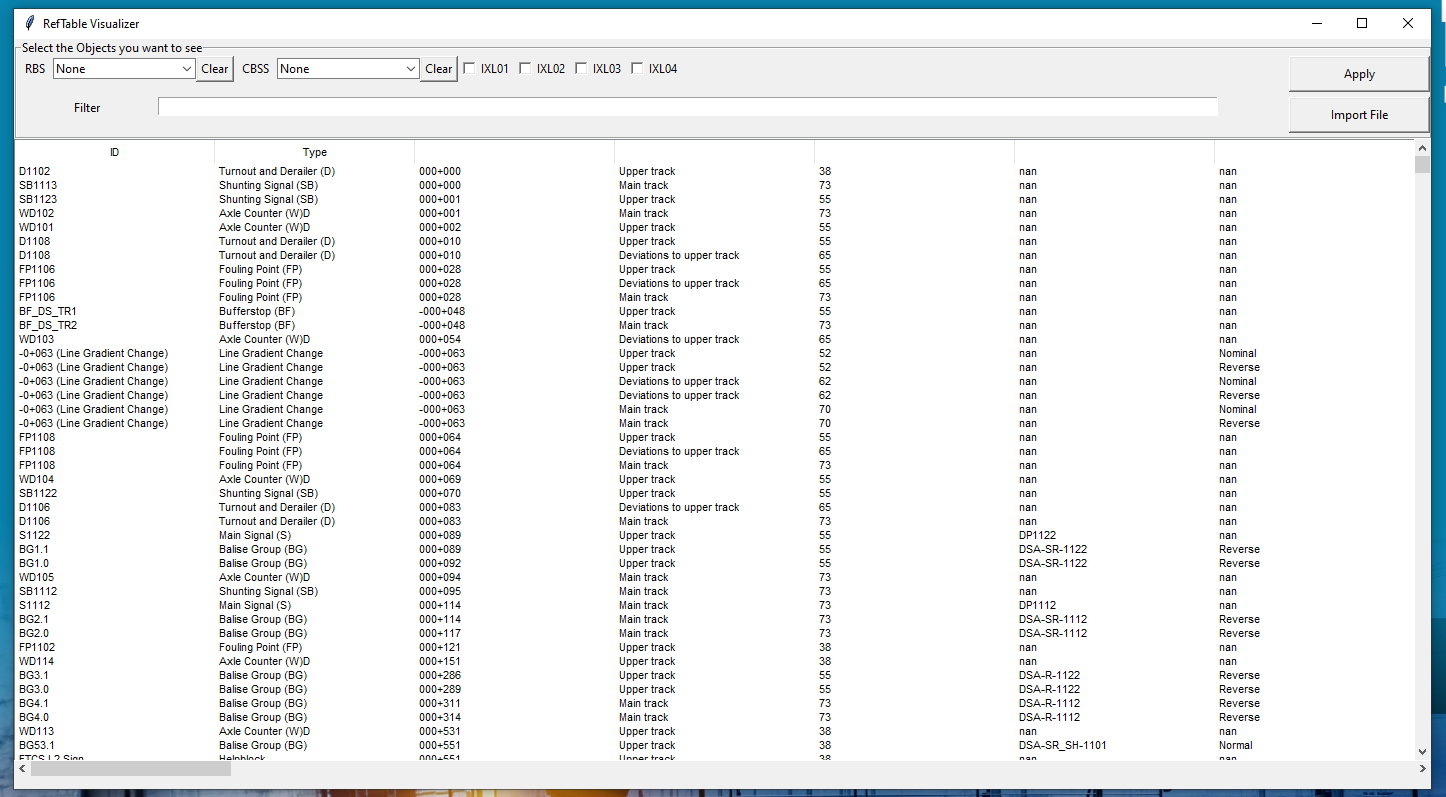 RefTable Visualizer
Select the Objects you want to see
RBS None Clear CBSS None Clear IXL01 IXL02 IXL03 IXL04 Apply
Filter Import File
ID Type
D1102 Turnout and Derailer (D) 000+000 Upper track 38 nan nan
SB1113 Shunting Signal (SB) 000+000 Main track 73 nan nan
SB1123 Shunting Signal (SB) 000+001 Upper track 55 nan nan
WD102 Axle Counter (W)D 000+001 Main track 73 nan nan
WD101 Axle Counter (W)D 000+002 Upper track 55 nan nan
D1108 Turnout and Derailer (D) 000+010 Upper track 55 nan nan
D1108 Turnout and Derailer (D) 000+010 Deviations to upper track 65 nan nan
FP1106 Fouling Point (FP) 000+028 Upper track 55 nan nan
FP1106 Fouling Point (FP) 000+028 Deviations to upper track 65 nan nan
FP1106 Fouling Point (FP) 000+028 Main track 73 nan nan
BF_DS_TR1 Bufferstop (BF) -000+048 Upper track 55 nan nan
BF_DS_TR2 Bufferstop (BF) -000+048 Main track 73 nan nan
WD103 Axle Counter (W)D 000+054 Deviations to upper track 65 nan nan
-0+063 (Line Gradient Change) Line Gradient Change -000+063 Upper track 52 nan Nominal
-0+063 (Line Gradient Change) Line Gradient Change -000+063 Upper track 52 nan Reverse
-0+063 (Line Gradient Change) Line Gradient Change -000+063 Deviations to upper track 62 nan Nominal
-0+063 (Line Gradient Change) Line Gradient Change -000+063 Deviations to upper track 62 nan Reverse
-0+063 (Line Gradient Change) Line Gradient Change -000+063 Main track 70 nan Nominal
-0+063 (Line Gradient Change) Line Gradient Change -000+063 Main track 70 nan Reverse
FP1108 Fouling Point (FP) 000+064 Upper track 55 nan nan
FP1108 Fouling Point (FP) 000+064 Deviations to upper track 65 nan nan
FP1108 Fouling Point (FP) 000+064 Main track 73 nan nan
WD104 Axle Counter (W)D 000+069 Upper track 55 nan nan
SB1122 Shunting Signal (SB) 000+070 Upper track 55 nan nan
D1106 Turnout and Derailer (D) 000+083 Deviations to upper track 65 nan nan
D1106 Turnout and Derailer (D) 000+083 Main track 73 nan nan
S1122 Main Signal (S) 000+089 Upper track 55 DP1122 nan
BG1.1 Balise Group (BG) 000+089 Upper track 55 DSA-SR-1122 Reverse
BG1.0 Balise Group (BG) 000+092 Upper track 55 DSA-SR-1122 Reverse
WD105 Axle Counter (W)D 000+094 Main track 73 nan nan
SB1112 Shunting Signal (SB) 000+095 Main track 73 nan nan
S1112 Main Signal (S) 000+114 Main track 73 DP1112 nan
BG2.1 Balise Group (BG) 000+114 Main track 73 DSA-SR-1112 Reverse
BG2.0 Balise Group (BG) 000+117 Main track 73 DSA-SR-1112 Reverse
FP1102 Fouling Point (FP) 000+121 Upper track 38 nan nan
WD114 Axle Counter (W)D 000+151 Upper track 38 nan nan
BG3.1 Balise Group (BG) 000+286 Upper track 55 DSA-R-1122 Reverse
BG3.0 Balise Group (BG) 000+289 Upper track 55 DSA-R-1122 Reverse
BG4.1 Balise Group (BG) 000+311 Main track 73 DSA-R-1112 Reverse
BG4.0 Balise Group (BG) 000+314 Main track 73 DSA-R-1112 Reverse
WD113 Axle Counter (W)D 000+531 Upper track 38 nan nan
BG53.1 Balise Group (BG) 000+551 Upper track 38 DSA-SR_SH-1101 Normal
ETCS L2 Sign Helpblock 000+551 Upper track 38 nan nan